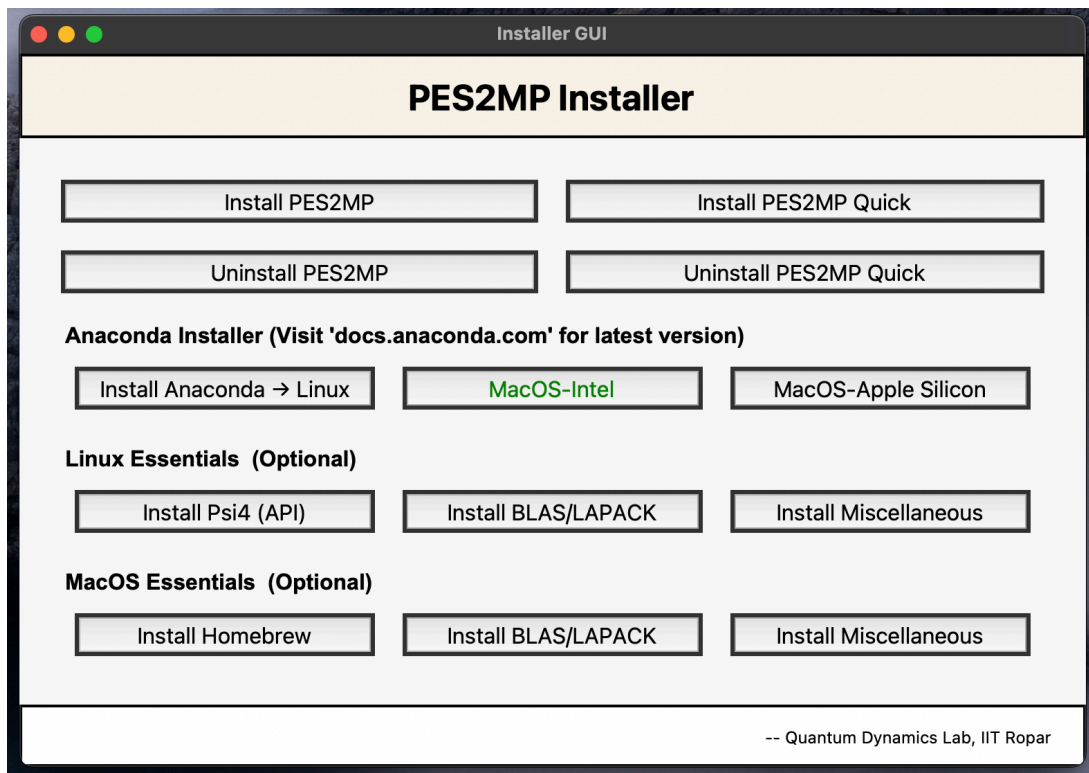 Installer GUI
PES2MP Installer
Install PES2MP
Install PES2MP Quick
Uninstall PES2MP
Uninstall PES2MP Quick
Anaconda Installer (Visit 'docs.anaconda.com' for latest version)
Install Anaconda → Linux
MacOS-Intel
MacOS-Apple Silicon
Linux Essentials (Optional)
Install Psi4 (API)
Install BLAS/LAPACK
Install Miscellaneous
MacOS Essentials (Optional)
Install Homebrew
Install BLAS/LAPACK
Install Miscellaneous
-- Quantum Dynamics Lab, IIT Ropar